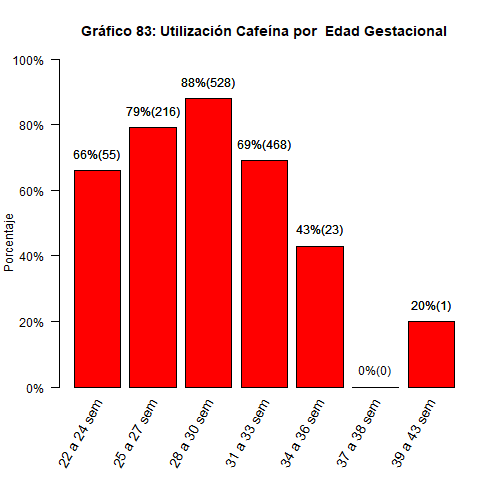 Gráfico 83: Utilización Cafeína por  Edad Gestacional
Porcentaje
100%
80%
60%
40%
20%
0%
66%(55)
79%(216)
88%(528)
69%(468)
43%(23)
0%(0)
20%(1)
22 a 24 sem
25 a 27 sem
28 a 30 sem
31 a 33 sem
34 a 36 sem
37 a 38 sem
39 a 43 sem